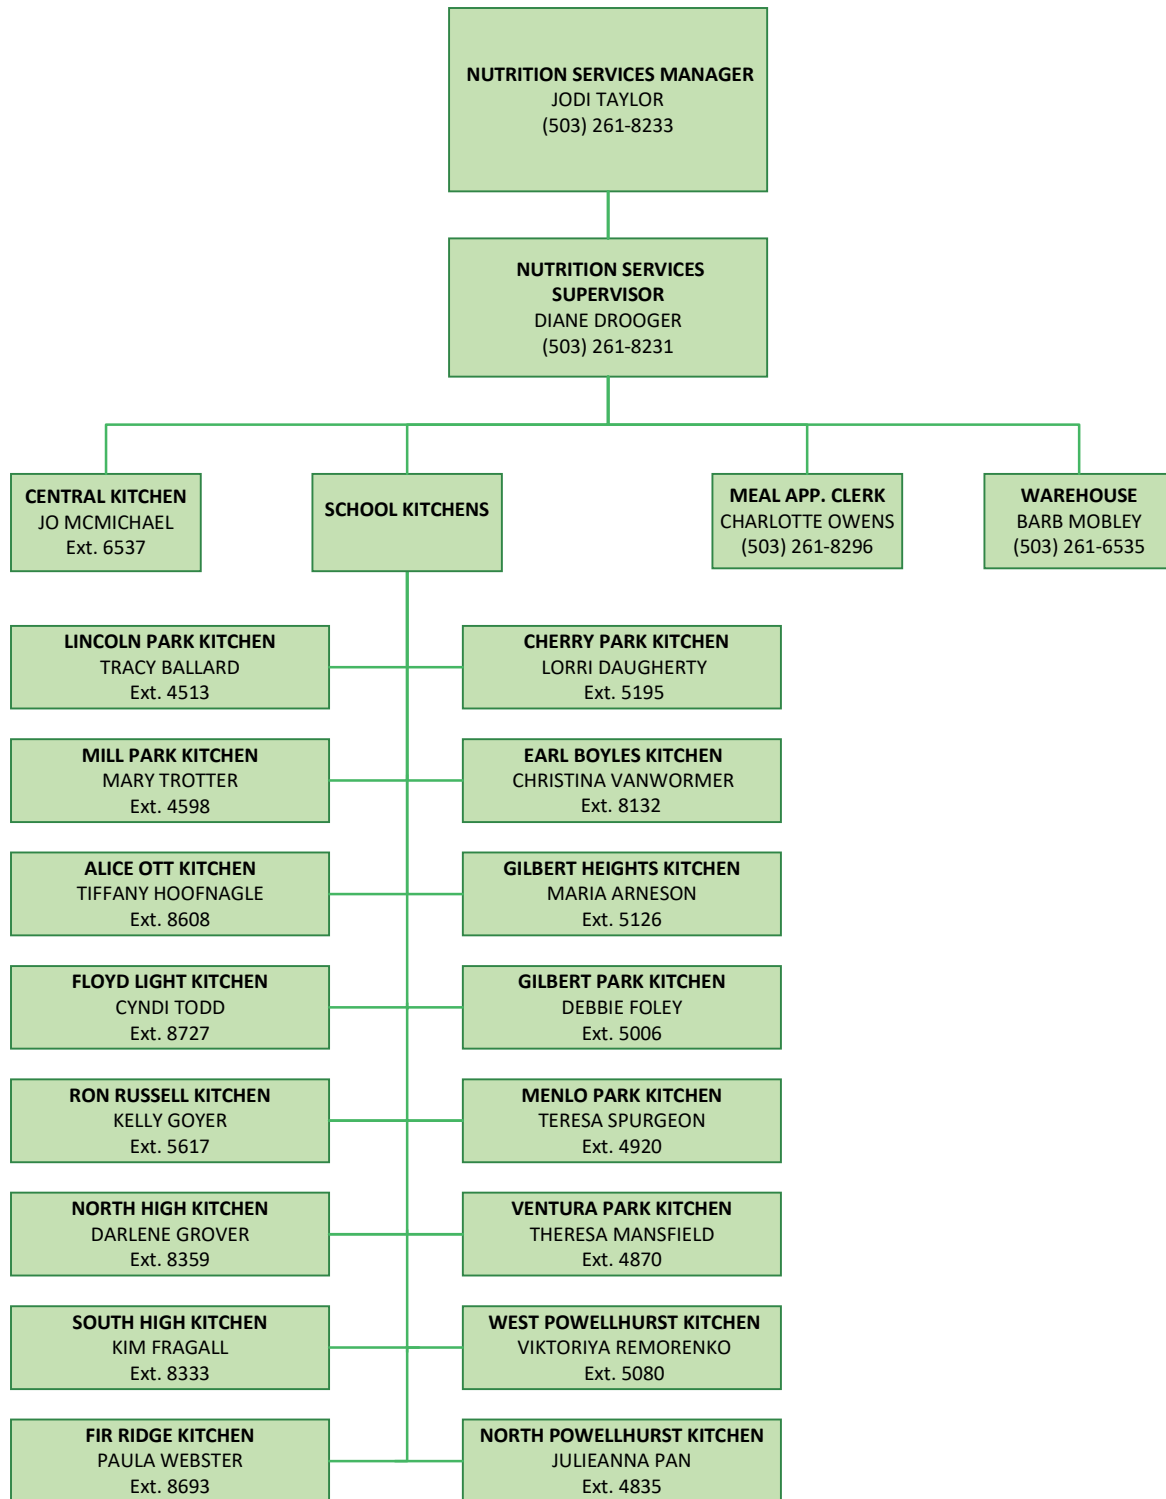 NUTRITION SERVICES MANAGER
JODI TAYLOR
(503) 261-8233
NUTRITION SERVICES
SUPERVISOR
DIANE DROOGER
(503) 261-8231
CENTRAL KITCHEN
JO MCMICHAEL
Ext. 6537
SCHOOL KITCHENS
MEAL APP. CLERK
CHARLOTTE OWENS
(503) 261-8296
WAREHOUSE
BARB MOBLEY
(503) 261-6535
LINCOLN PARK KITCHEN
TRACY BALLARD
Ext. 4513
CHERRY PARK KITCHEN
LORRI DAUGHERTY
Ext. 5195
MILL PARK KITCHEN
MARY TROTTER
Ext. 4598
EARL BOYLES KITCHEN
CHRISTINA VANWORMER
Ext. 8132
ALICE OTT KITCHEN
TIFFANY HOOFNAGLE
Ext. 8608
GILBERT HEIGHTS KITCHEN
MARIA ARNESON
Ext. 5126
FLOYD LIGHT KITCHEN
CYNDI TODD
Ext. 8727
GILBERT PARK KITCHEN
DEBBIE FOLEY
Ext. 5006
RON RUSSELL KITCHEN
KELLY GOYER
Ext. 5617
MENLO PARK KITCHEN
TERESA SPURGEON
Ext. 4920
NORTH HIGH KITCHEN
DARLENE GROVER
Ext. 8359
VENTURA PARK KITCHEN
THERESA MANSFIELD
Ext. 4870
SOUTH HIGH KITCHEN
KIM FRAGALL
Ext. 8333
WEST POWELLHURST KITCHEN
VIKTORIYA REMORENKO
Ext. 5080
FIR RIDGE KITCHEN
PAULA WEBSTER
Ext. 8693
NORTH POWELLHURST KITCHEN
JULIEANNA PAN
Ext. 4835